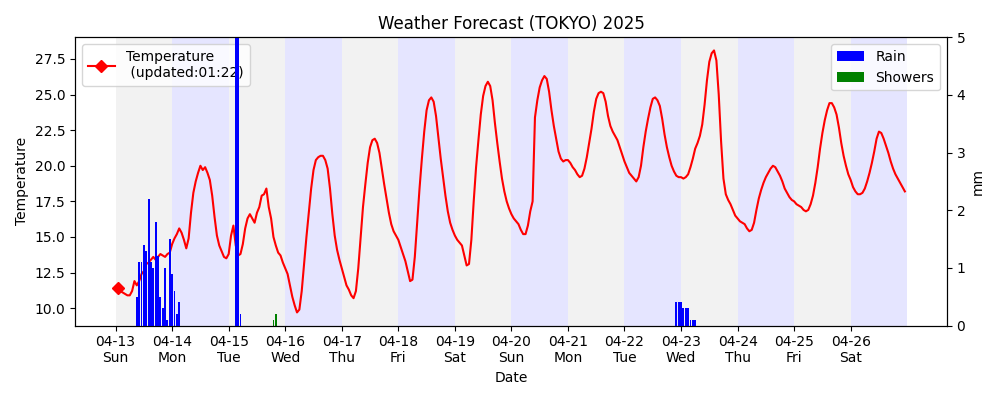 Weather Forecast (TOKYO) 2025
Temperature
(updated:01:22)
Rain
Showers
27.5
25.0
22.5
20.0
17.5
15.0
12.5
10.0
Temperature
5
4
3
2
1
0
mm
04-13 04-14 04-15 04-16 04-17 04-18 04-19 04-20 04-21 04-22 04-23 04-24 04-25 04-26
Sun Mon Tue Wed Thu Fri Sat Sun Mon Tue Wed Thu Fri Sat
Date